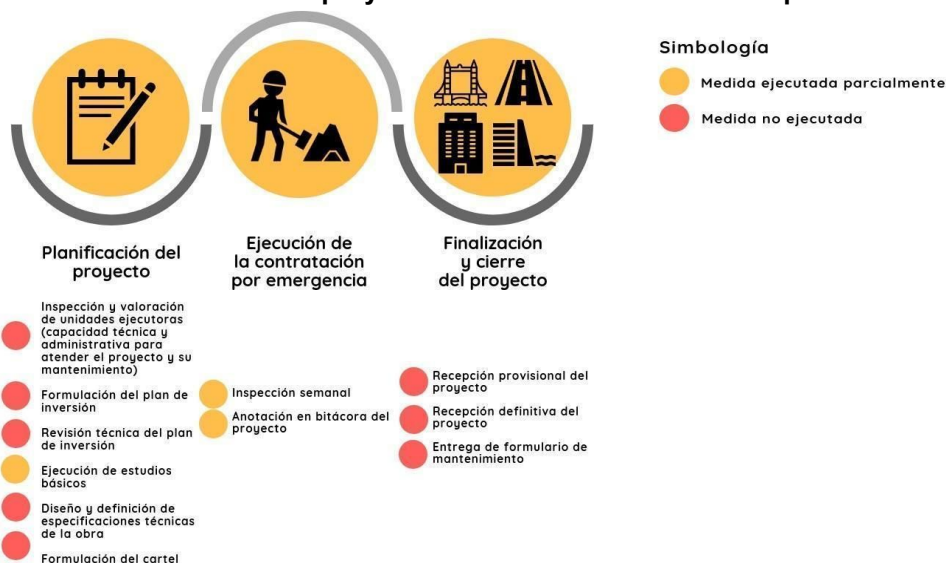 Simbología
Medida ejecutada parcialmente
Medida no ejecutada
Planificación del
proyecto
Inspección y valoración
de unidades ejecutoras
(capacidad técnica y
administrativa para
atender el proyecto y su
mantenimiento)
Formulación del plan de
inversión
Revisión técnica del plan
de inversión
Ejecución de estudios
básicos
Diseño y definición de
especificaciones técnicas
de la obra
Formulación del cartel
Ejecución de
la contratación
por emergencia
Inspección semanal
Anotación en bitácora del
proyecto
Finalización
y cierre
del proyecto
Recepción provisional del
proyecto
Recepción definitiva del
proyecto
Entrega de formulario de
mantenimiento